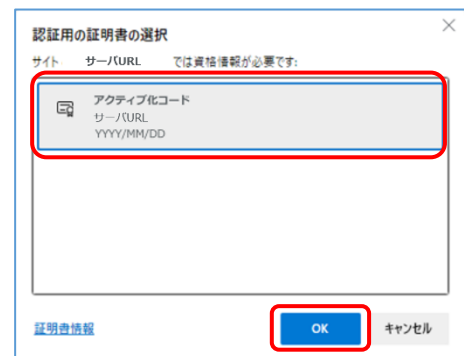 認証用の証明書の選択
サイト サーバURL では資格情報が必要です:
アクティブ化コード
サーバURL
YYYY/MM/DD
証明書情報
OK キャンセル